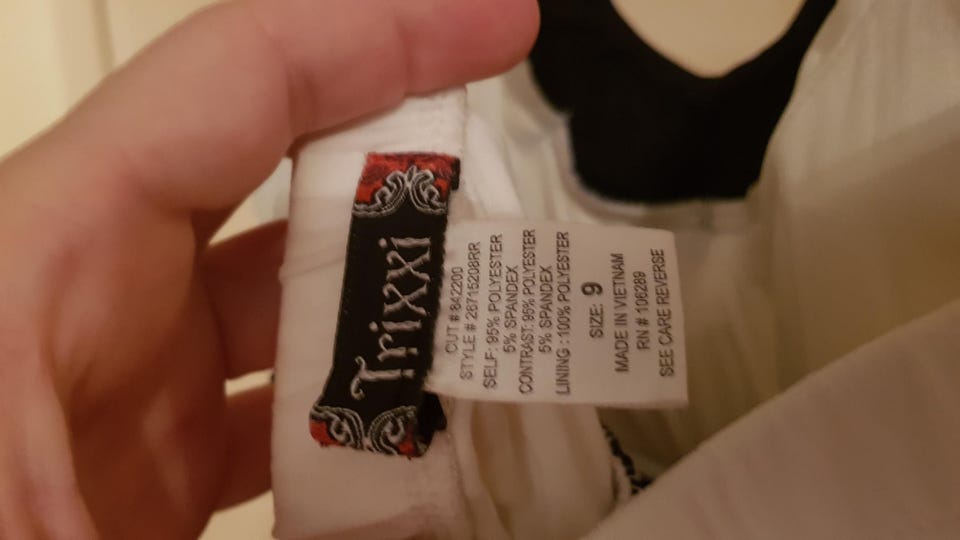 Trixxi
CUT # 842200
STYLE # 26715208RR
SELF: 95% POLYESTER
5% SPANDEX
CONTRAST: 95% POLYESTER
5% SPANDEX
LINING : 100% POLYESTER
SIZE: 9
MADE IN VIETNAM
RN # 106289
SEE CARE REVERSE